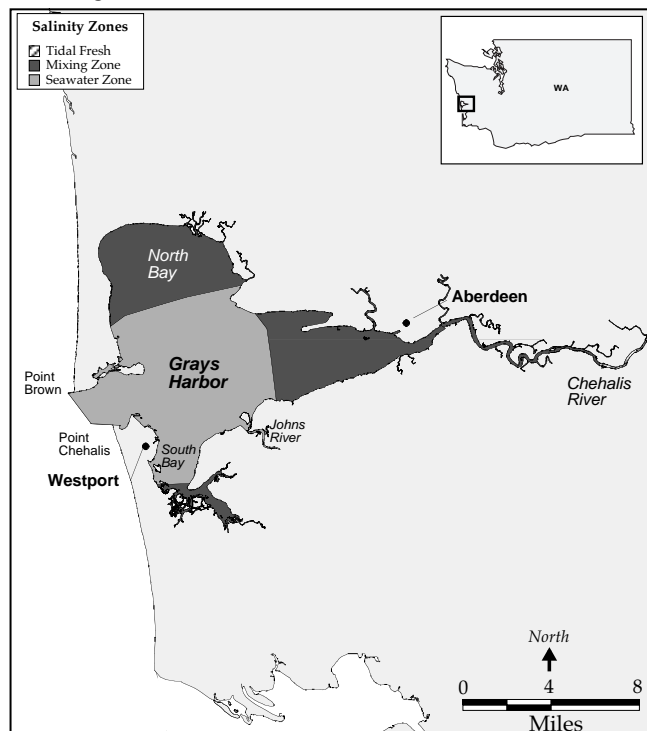 Salinity Zones
Tidal Fresh
Mixing Zone
Seawater Zone
WA
North
Bay
Aberdeen
Grays
Harbor
Point
Brown
Chehalis
River
Johns
River
Point
Chehalis
South
Bay
Westport
North
0 4 8
Miles